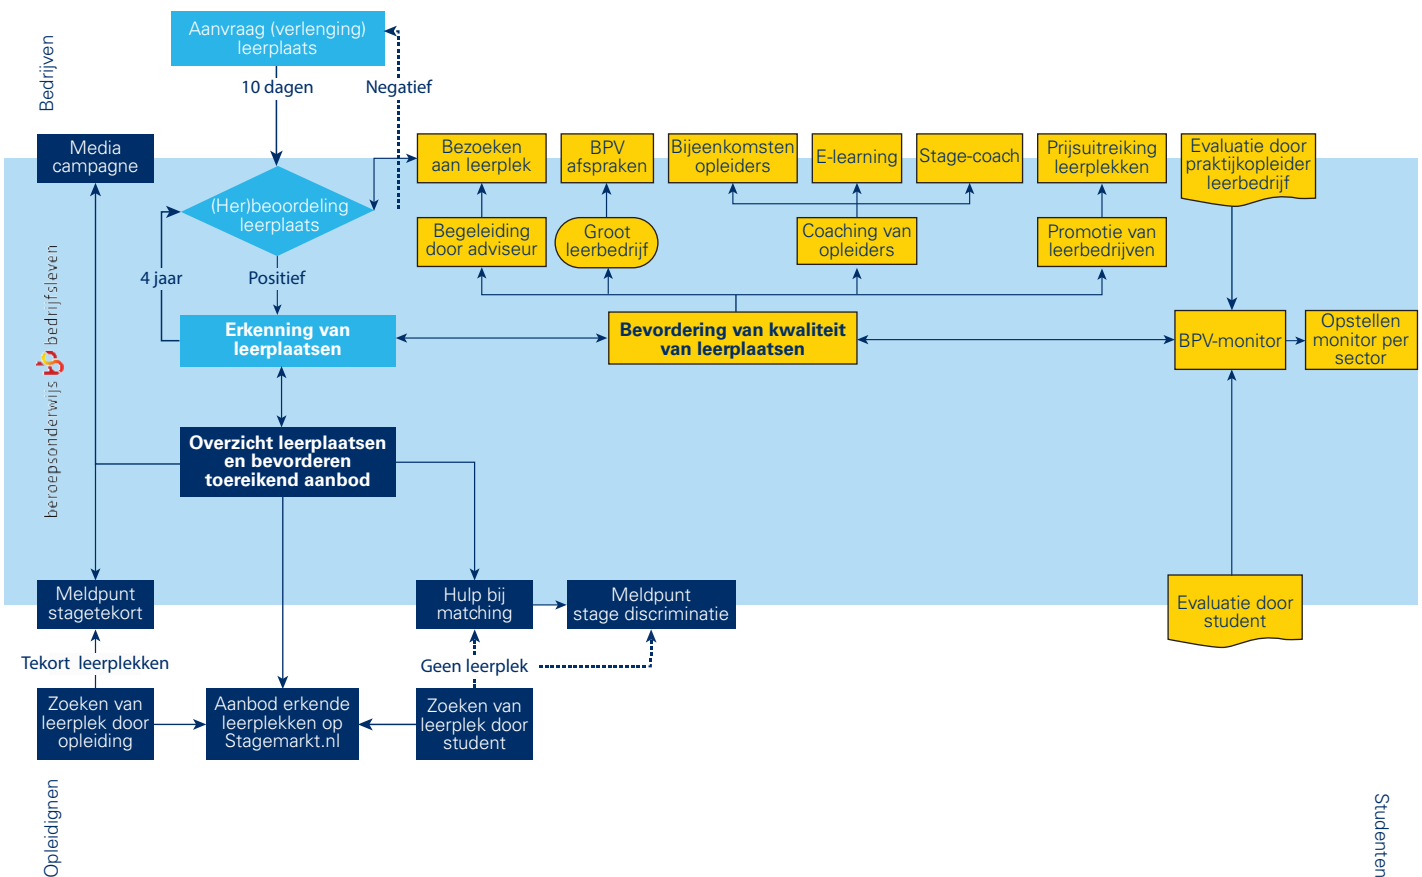 Bedrijven
Aanvraag (verlenging)
leerplaats
10 dagen
Negatief
Media
campagne
(Her)beoordeling
leerplaats
4 jaar
Positief
Bezoeken
aan leerplek
BPV
afspraken
Bijeenkomsten
opleiders
E-learning
Stage-coach
Prijsuitreiking
leerplekken
Evaluatie door
praktijkopleider
leerbedrijf
Begeleiding
door adviseur
Groot
leerbedrijf
Coaching van
opleiders
Promotie van
leerbedrijven
beroepsonderwijs bedrijfsleven
Erkenning van
leerplaatsen
Bevordering van kwaliteit
van leerplaatsen
BPV-monitor
Opstellen
monitor per
sector
Overzicht leerplaatsen
en bevorderen
toereikend aanbod
Meldpunt
stagetekort
Hulp bij
matching
Meldpunt
stage discriminatie
Evaluatie door
student
Tekort leerplekken
Geen leerplek
Zoeken van
leerplek door
opleiding
Aanbod erkende
leerplekken op
Stagemarkt.nl
Zoeken van
leerplek door
student
Opleidignen
Studenten